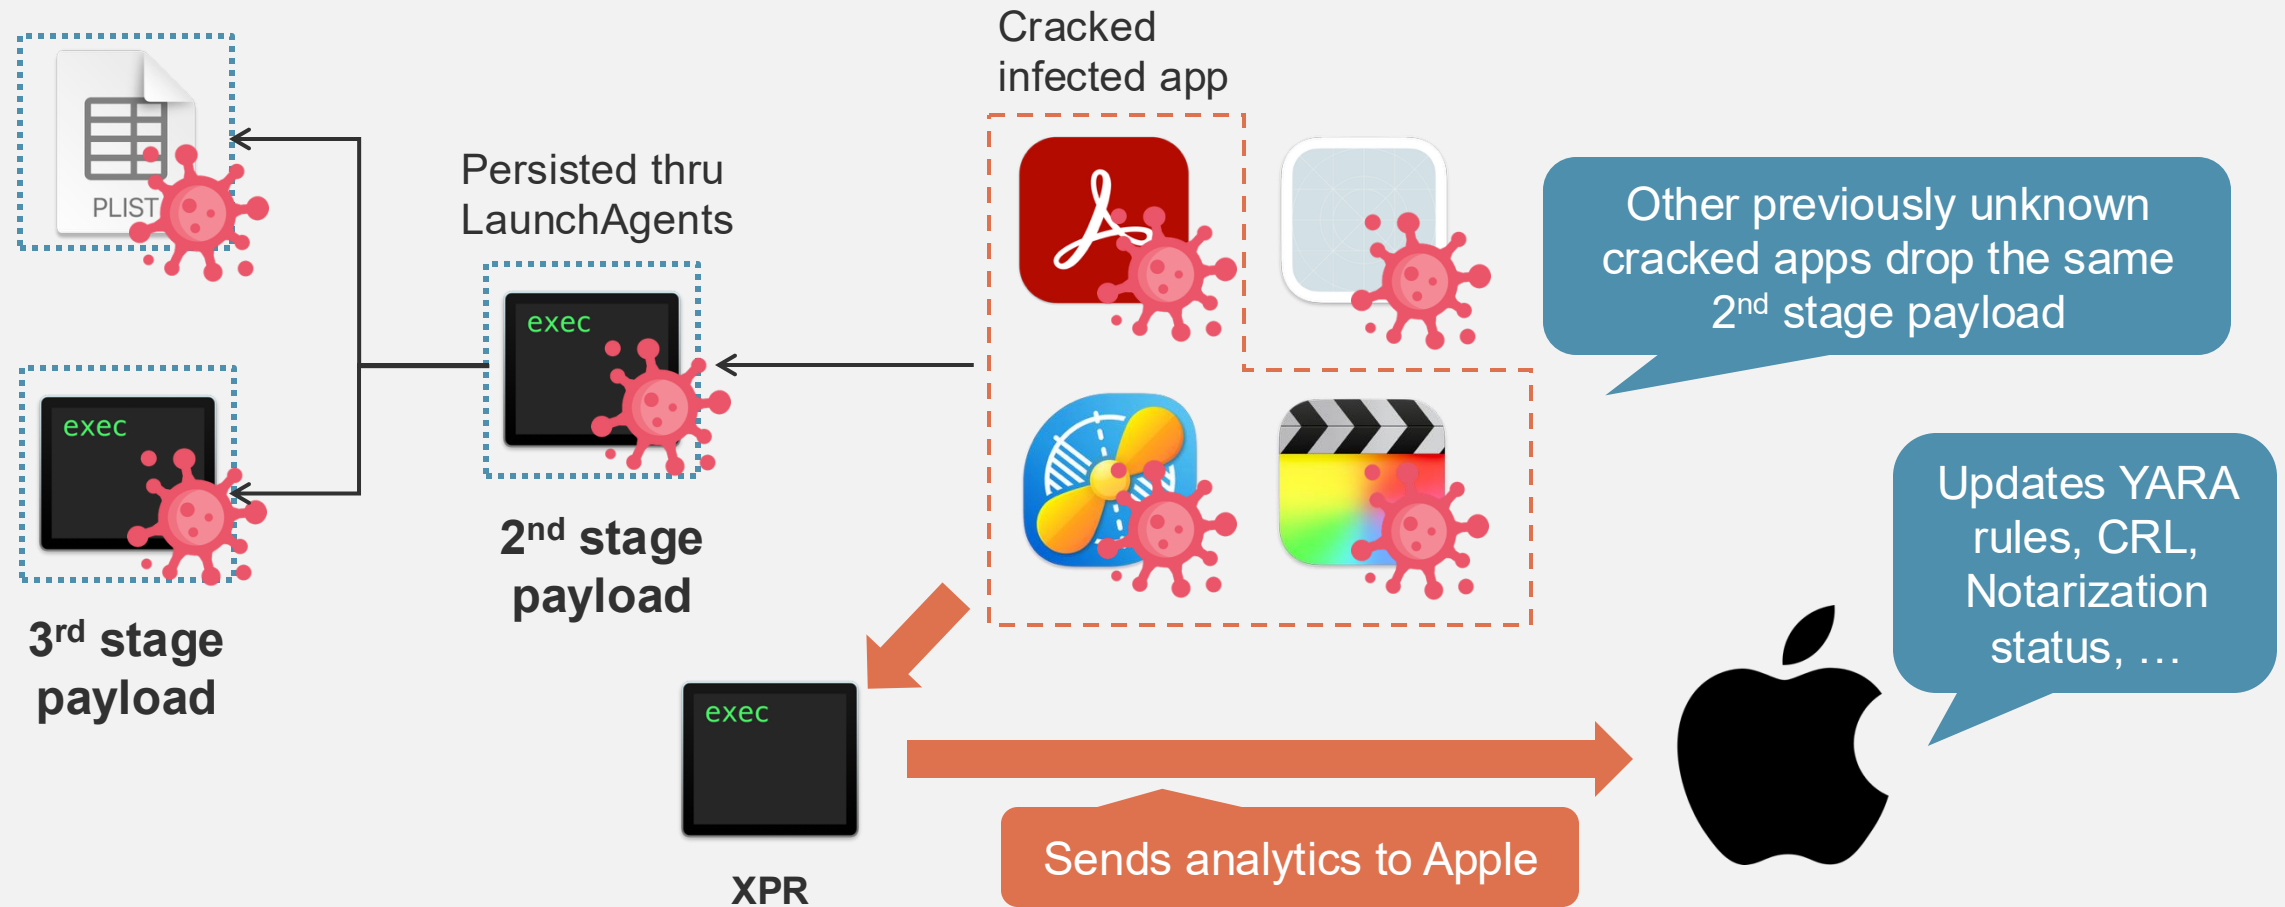 Cracked
infected app
PLIST
Persisted thru
LaunchAgents
exec
2nd stage
payload
exec
3rd stage
payload
Other previously unknown
cracked apps drop the same
2nd stage payload
Updates YARA
rules, CRL,
Notarization
status, …
exec
XPR
Sends analytics to Apple